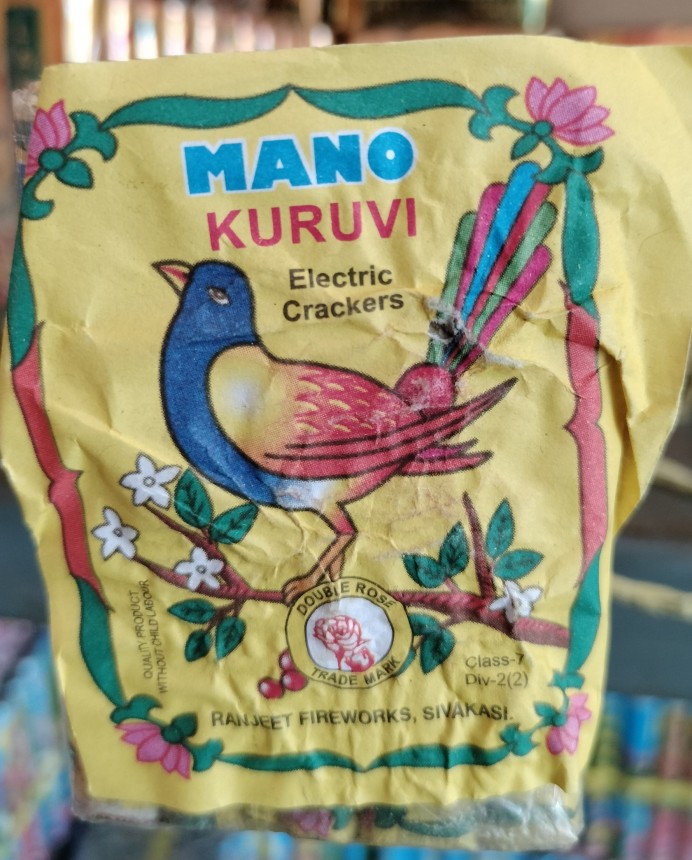 MANO
KURUVI
Electric
Crackers
QUALITY PRODUCT
WITHOUT CHILD LABOUR
DOUBLE ROSE
TRADE MARK
Class-7
Div-2(2)
RANJEET FIREWORKS, SIVAKASI.